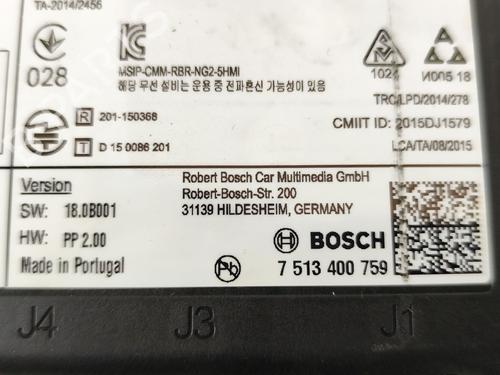 TA-2014/2456
028
MSIP-CMM-RBR-NG2-5HMI
해당 무선 설비는 운용 중 전파혼신 가능성이 있음
1024
И005 18
TRC/LPD/2014/278
R 201-150368
CMIIT ID: 2015DJ1579
T D 15 0086 201
LCA/TA/08/2015
Version
SW: 18.0B001
HW: PP 2.00
Made in Portugal
Robert Bosch Car Multimedia GmbH
Robert-Bosch-Str. 200
31139 HILDESHEIM, GERMANY
BOSCH
Pb
7 513 400 759
J4
J3
J1